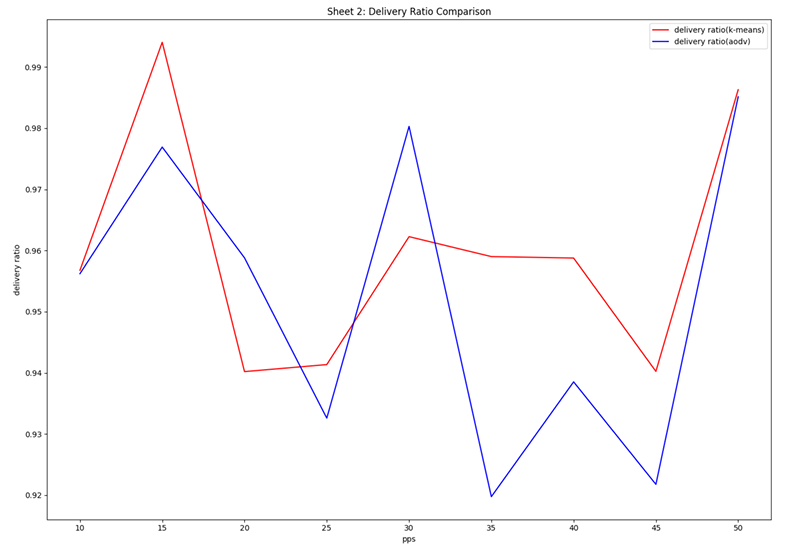 Sheet 2: Delivery Ratio Comparison
delivery ratio(k-means)
delivery ratio(aodv)
0.99
0.98
0.97
0.96
0.95
0.94
0.93
0.92
delivery ratio
10 15 20 25 30 35 40 45 50
pps